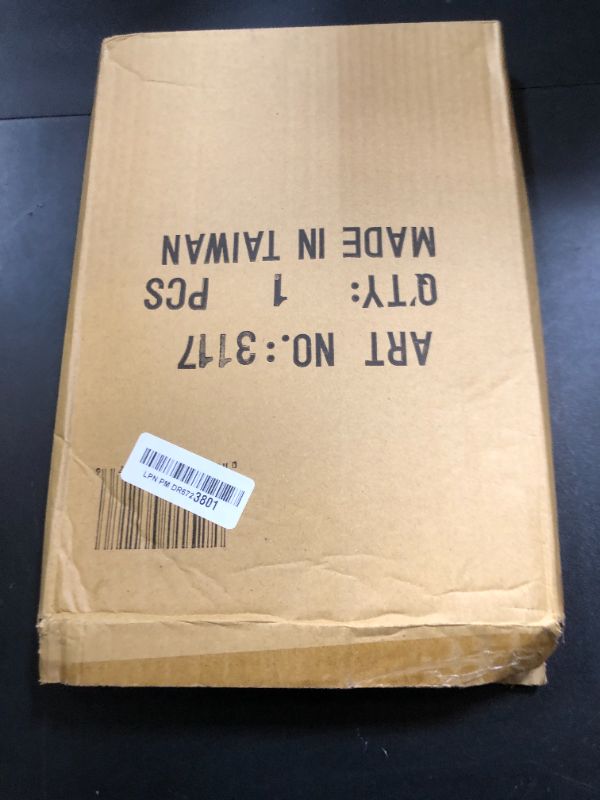 ART NO.:3117
Q'TY: 1 PCS
MADE IN TAIWAN
LPN PM DR6723801